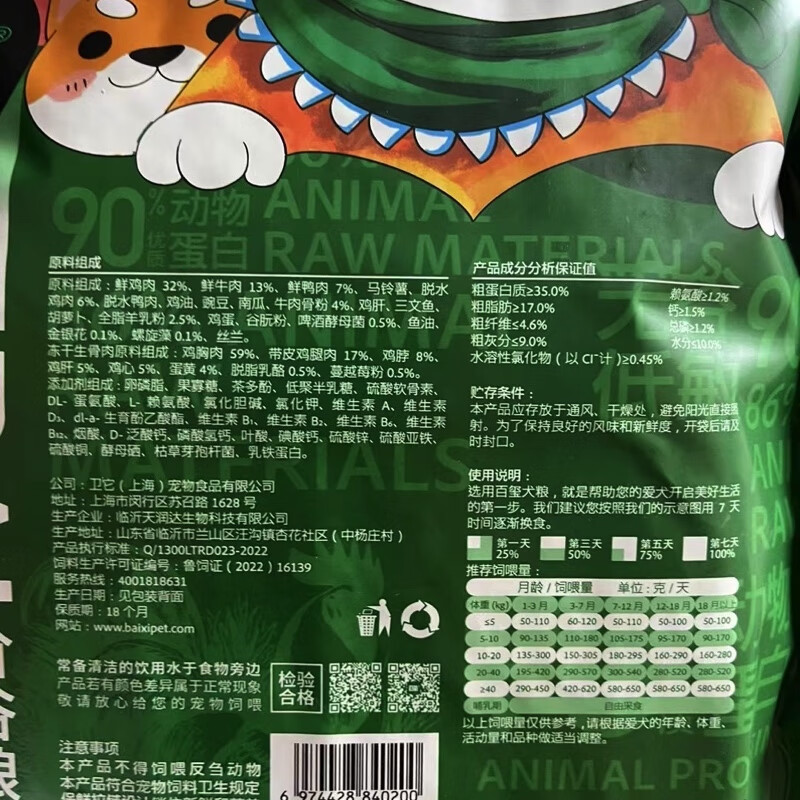 90%优质动物蛋白
ANIMAL
RAW MATERIALS
原料组成
原料组成：鲜鸡肉 32%、鲜牛肉 13%、鲜鸭肉 7%、马铃薯、脱水
鸡肉 6%、脱水鸭肉、鸡油、豌豆、南瓜、牛肉骨粉 4%、鸡肝、三文鱼、
胡萝卜、全脂羊乳粉 2.5%、鸡蛋、谷朊粉、啤酒酵母菌 0.5%、鱼油、
金银花 0.1%、螺旋藻 0.1%、丝兰。
冻干生骨肉原料组成：鸡胸肉 59%、带皮鸡腿肉 17%、鸡脖 8%、
鸡肝 5%、鸡心 5%、蛋黄 4%、脱脂乳酪 0.5%、蔓越莓粉 0.5%。
添加剂组成：卵磷脂、果寡糖、茶多酚、低聚半乳糖、硫酸软骨素、
DL- 蛋氨酸、L- 赖氨酸、氯化胆碱、氯化钾、维生素 A、维生素
D₃、dl-a- 生育酚乙酸酯、维生素 B₁、维生素 B₂、维生素 B₆、维生素
B₁₂、烟酸、D- 泛酸钙、磷酸氢钙、叶酸、碘酸钙、硫酸锌、硫酸亚铁、
硫酸铜、酵母硒、枯草芽孢杆菌、乳铁蛋白。
公司：卫它（上海）宠物食品有限公司
地址：上海市闵行区苏召路 1628 号
生产企业：临沂天润达生物科技有限公司
生产地址：山东省临沂市兰山区汪沟镇杏花社区（中杨庄村）
产品执行标准：Q/1300LTRD023-2022
饲料生产许可证编号：鲁饲证（2022）16139
服务热线：4001818631
生产日期：见包装背面
保质期：18 个月
网站：www.baixipet.com
常备清洁的饮用水于食物旁边
产品若有颜色差异属于正常现象
敬请放心给您的宠物饲喂
检验
合格
注意事项
本产品不得饲喂反刍动物
本产品符合宠物饲料卫生规定
6 974428 840200
产品成分分析保证值
粗蛋白质≥35.0% 赖氨酸≥1.2%
粗脂肪≥17.0% 钙≥1.5%
粗纤维≤4.6% 总磷≥1.2%
粗灰分≤9.0% 水分≤10.0%
水溶性氯化物（以 Cl⁻计）≥0.45%
贮存条件：
本产品应存放于通风、干燥处，避免阳光直接照
射。为了保持良好的风味和新鲜度，开袋后请及
时封口。
使用说明：
选用百玺犬粮，就是帮助您的爱犬开启美好生活
的第一步。我们建议您按照我们的示意图用 7 天
时间逐渐换食。
第一天 25% 第三天 50% 第五天 75% 第七天 100%
推荐饲喂量：
月龄 / 饲喂量 单位：克 / 天
体重 (kg) 1-3 月 3-7 月 7-12 月 12-18 月 18 月以上
≤5 50-110 60-120 50-110 50-100 50-100
5-10 90-135 110-180 105-175 95-170 90-170
10-20 135-300 150-305 180-295 160-290 160-280
20-40 195-420 290-570 300-540 280-520 280-520
≥40 290-450 420-620 580-650 580-650 580-650
哺乳期 自由采食
以上饲喂量仅供参考，请根据爱犬的年龄、体重、
活动量和品种做适当调整。
ANIMAL PRO